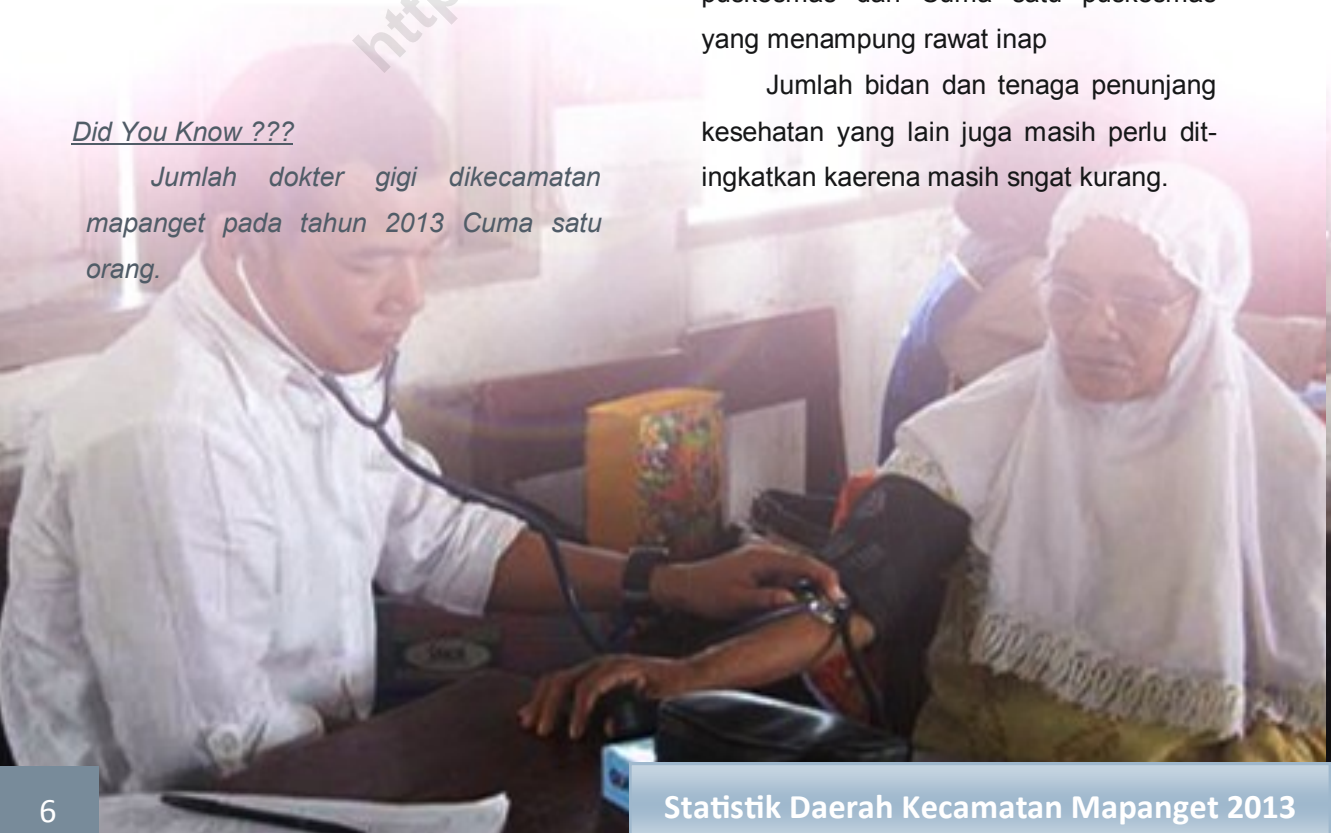 Did You Know ???
Jumlah dokter gigi dikecamatan
mapanget pada tahun 2013 Cuma satu
orang.
yang menampung rawat inap
Jumlah bidan dan tenaga penunjang
kesehatan yang lain juga masih perlu dit-
ingkatkan kaerena masih sngat kurang.
6
Statistik Daerah Kecamatan Mapanget 2013